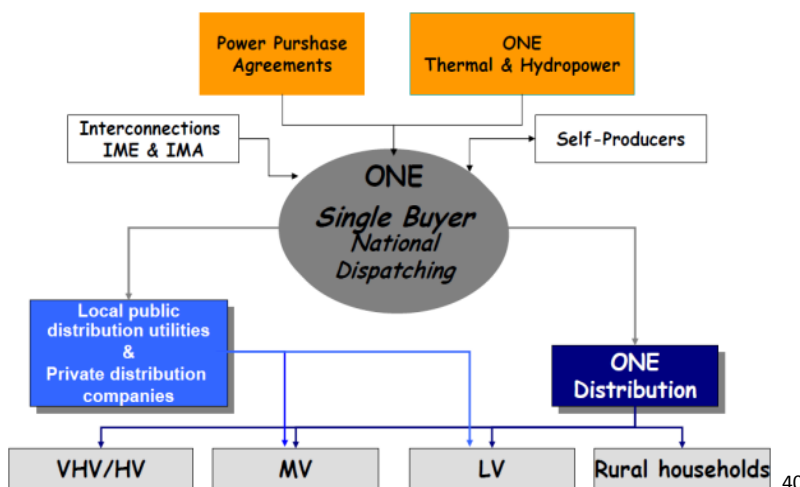 Power Purshase
Agreements
ONE
Thermal & Hydropower
Interconnections
IME & IMA
Self-Producers
ONE
Single Buyer
National
Dispatching
Local public
distribution utilities
&
Private distribution
companies
ONE
Distribution
VHV/HV
MV
LV
Rural households
40